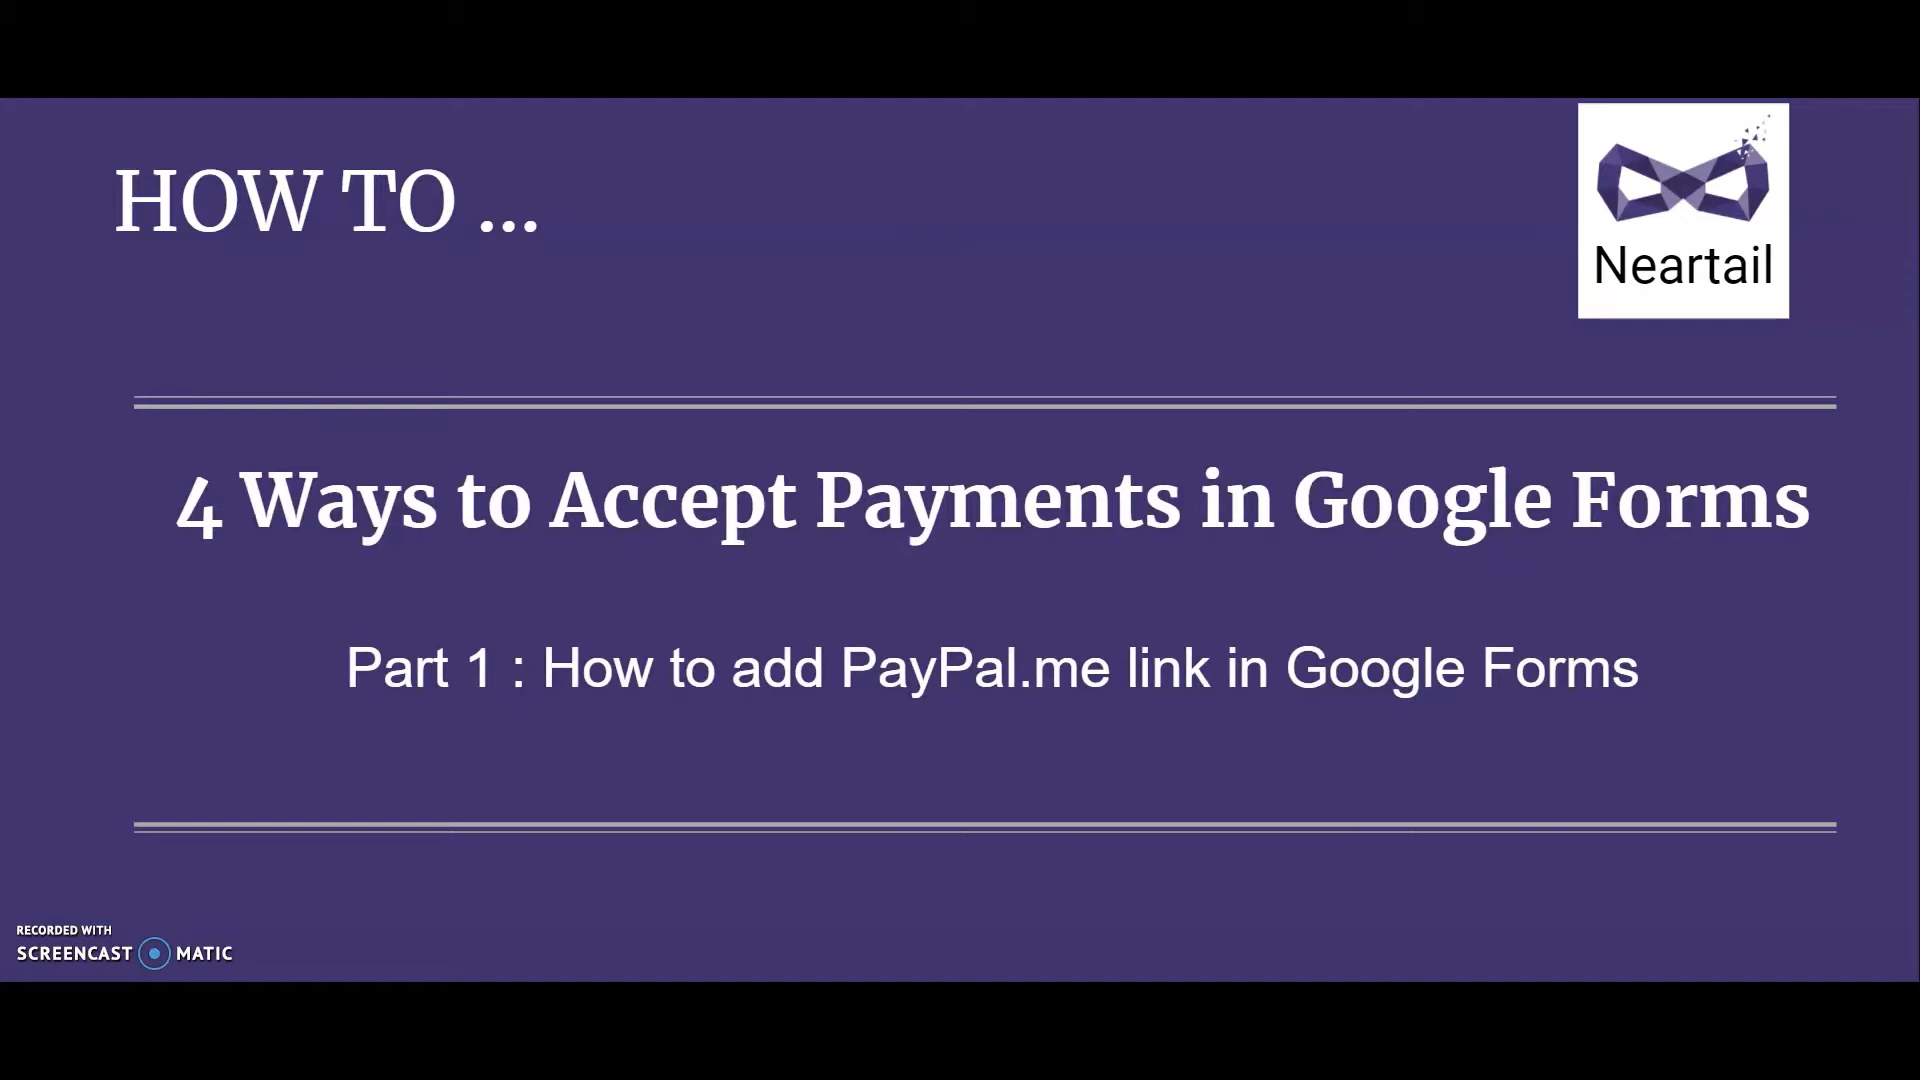 HOW TO ...
Neartail
4 Ways to Accept Payments in Google Forms
Part 1 : How to add PayPal.me link in Google Forms
RECORDED WITH
SCREENCAST MATIC